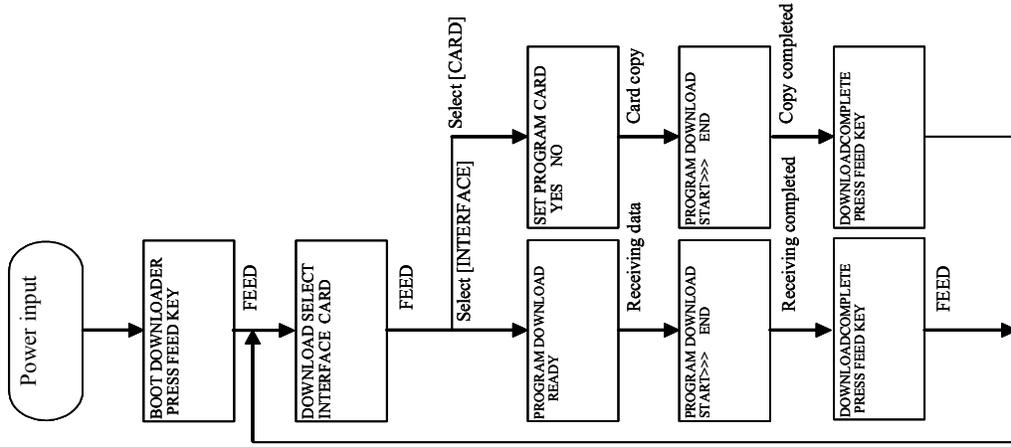 Power input
BOOT DOWNLOADER
PRESS FEED KEY
FEED
DOWNLOAD SELECT
INTERFACE CARD
FEED
Select [INTERFACE]
Select [CARD]
PROGRAM DOWNLOAD
READY
Receiving data
PROGRAM DOWNLOAD
START>>> END
Receiving completed
DOWNLOADCOMPLETE
PRESS FEED KEY
FEED
SET PROGRAM CARD
YES NO
Card copy
PROGRAM DOWNLOAD
START>>> END
Copy completed
DOWNLOADCOMPLETE
PRESS FEED KEY